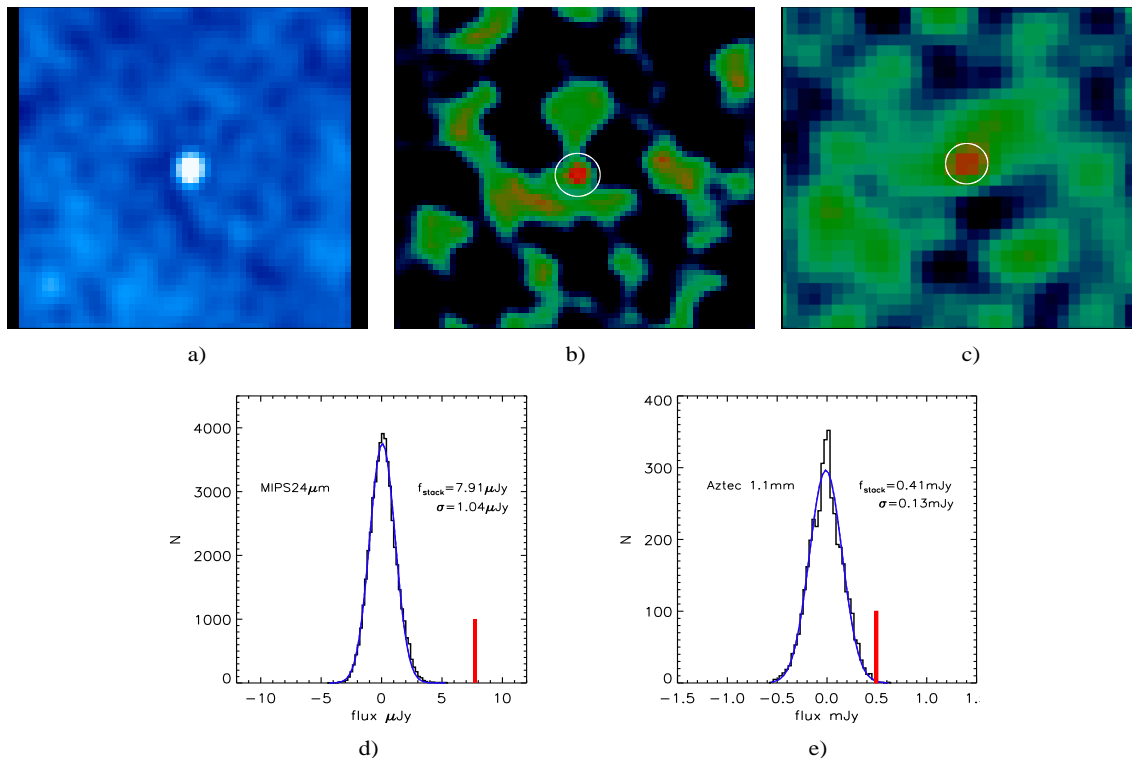 a)
b)
c)
4000
3000
2000
1000
0
N
MIPS24μm
f_stack=7.91μJy
σ=1.04μJy
-10 -5 0 5 10
flux μJy
d)
400
300
200
100
0
N
Aztec 1.1mm
f_stack=0.41mJy
σ=0.13mJy
-1.5 -1.0 -0.5 0.0 0.5 1.0 1.
flux mJy
e)